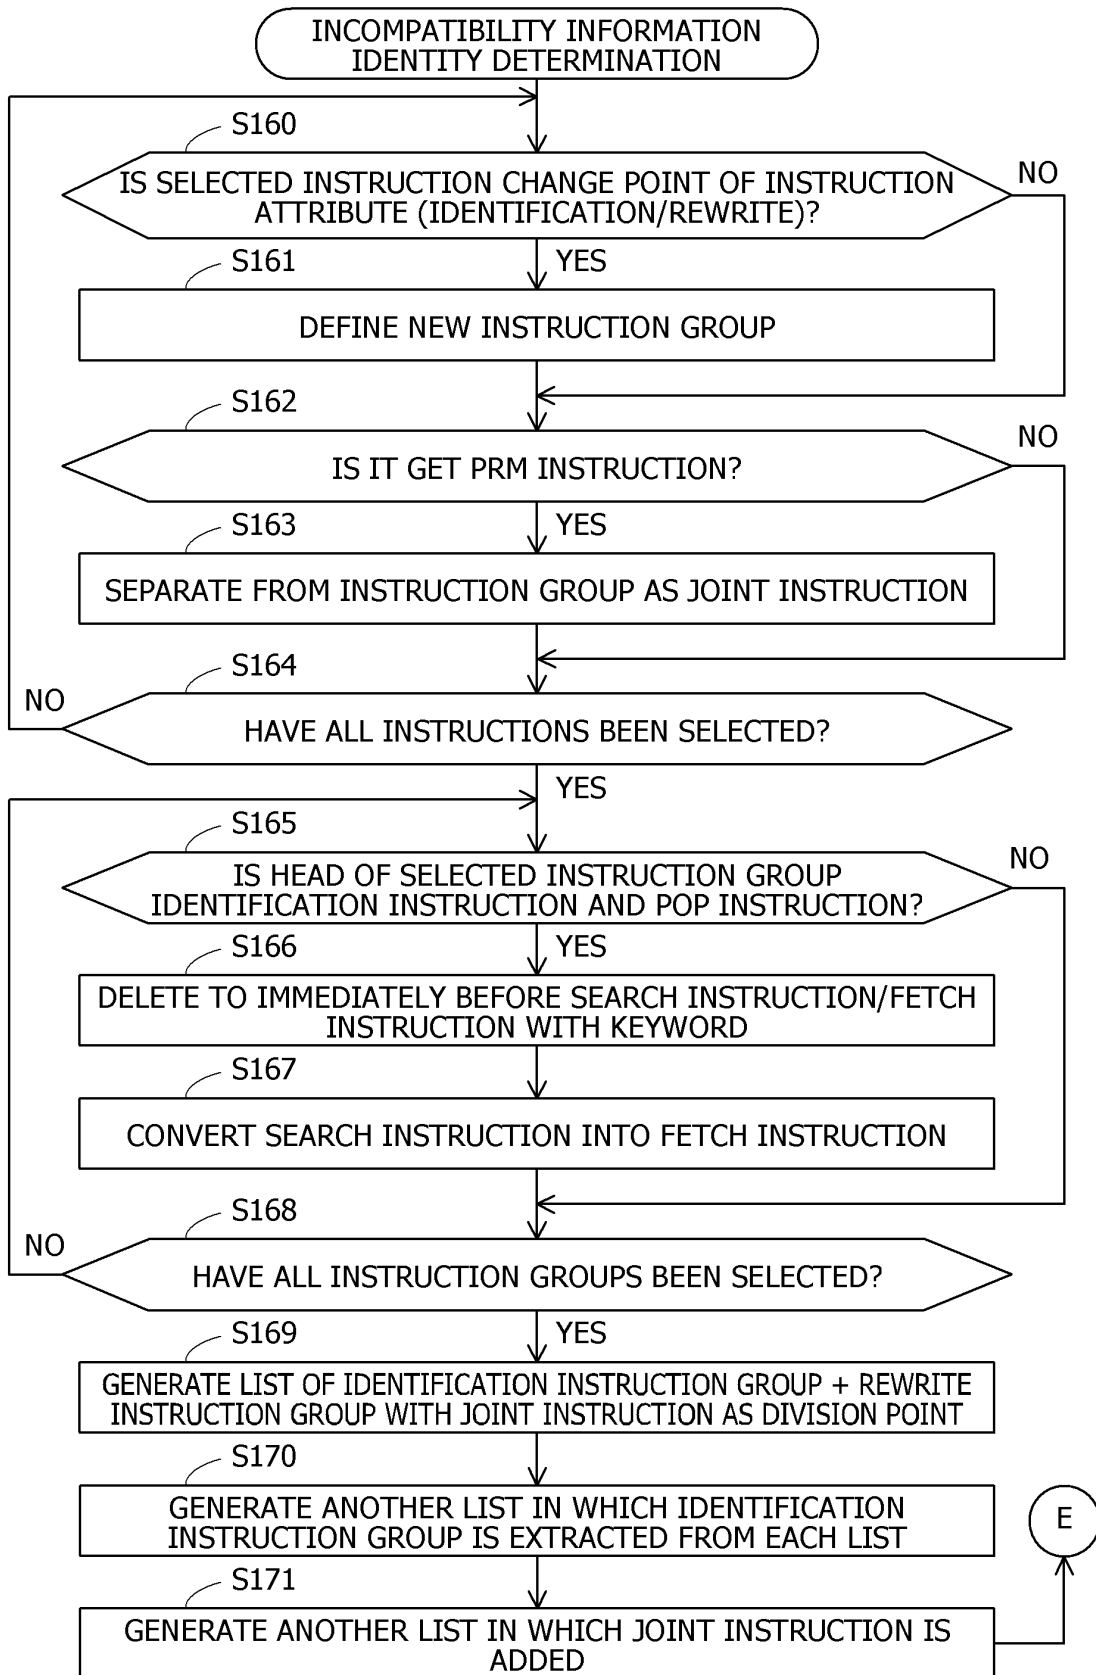 INCOMPATIBILITY INFORMATION
IDENTITY DETERMINATION
S160
IS SELECTED INSTRUCTION CHANGE POINT OF INSTRUCTION
ATTRIBUTE (IDENTIFICATION/REWRITE)?
NO
YES
S161
DEFINE NEW INSTRUCTION GROUP
S162
IS IT GET PRM INSTRUCTION?
NO
YES
S163
SEPARATE FROM INSTRUCTION GROUP AS JOINT INSTRUCTION
S164
NO
HAVE ALL INSTRUCTIONS BEEN SELECTED?
YES
S165
IS HEAD OF SELECTED INSTRUCTION GROUP
IDENTIFICATION INSTRUCTION AND POP INSTRUCTION?
NO
YES
S166
DELETE TO IMMEDIATELY BEFORE SEARCH INSTRUCTION/FETCH
INSTRUCTION WITH KEYWORD
S167
CONVERT SEARCH INSTRUCTION INTO FETCH INSTRUCTION
S168
NO
HAVE ALL INSTRUCTION GROUPS BEEN SELECTED?
YES
S169
GENERATE LIST OF IDENTIFICATION INSTRUCTION GROUP + REWRITE
INSTRUCTION GROUP WITH JOINT INSTRUCTION AS DIVISION POINT
S170
GENERATE ANOTHER LIST IN WHICH IDENTIFICATION
INSTRUCTION GROUP IS EXTRACTED FROM EACH LIST
E
S171
GENERATE ANOTHER LIST IN WHICH JOINT INSTRUCTION IS
ADDED